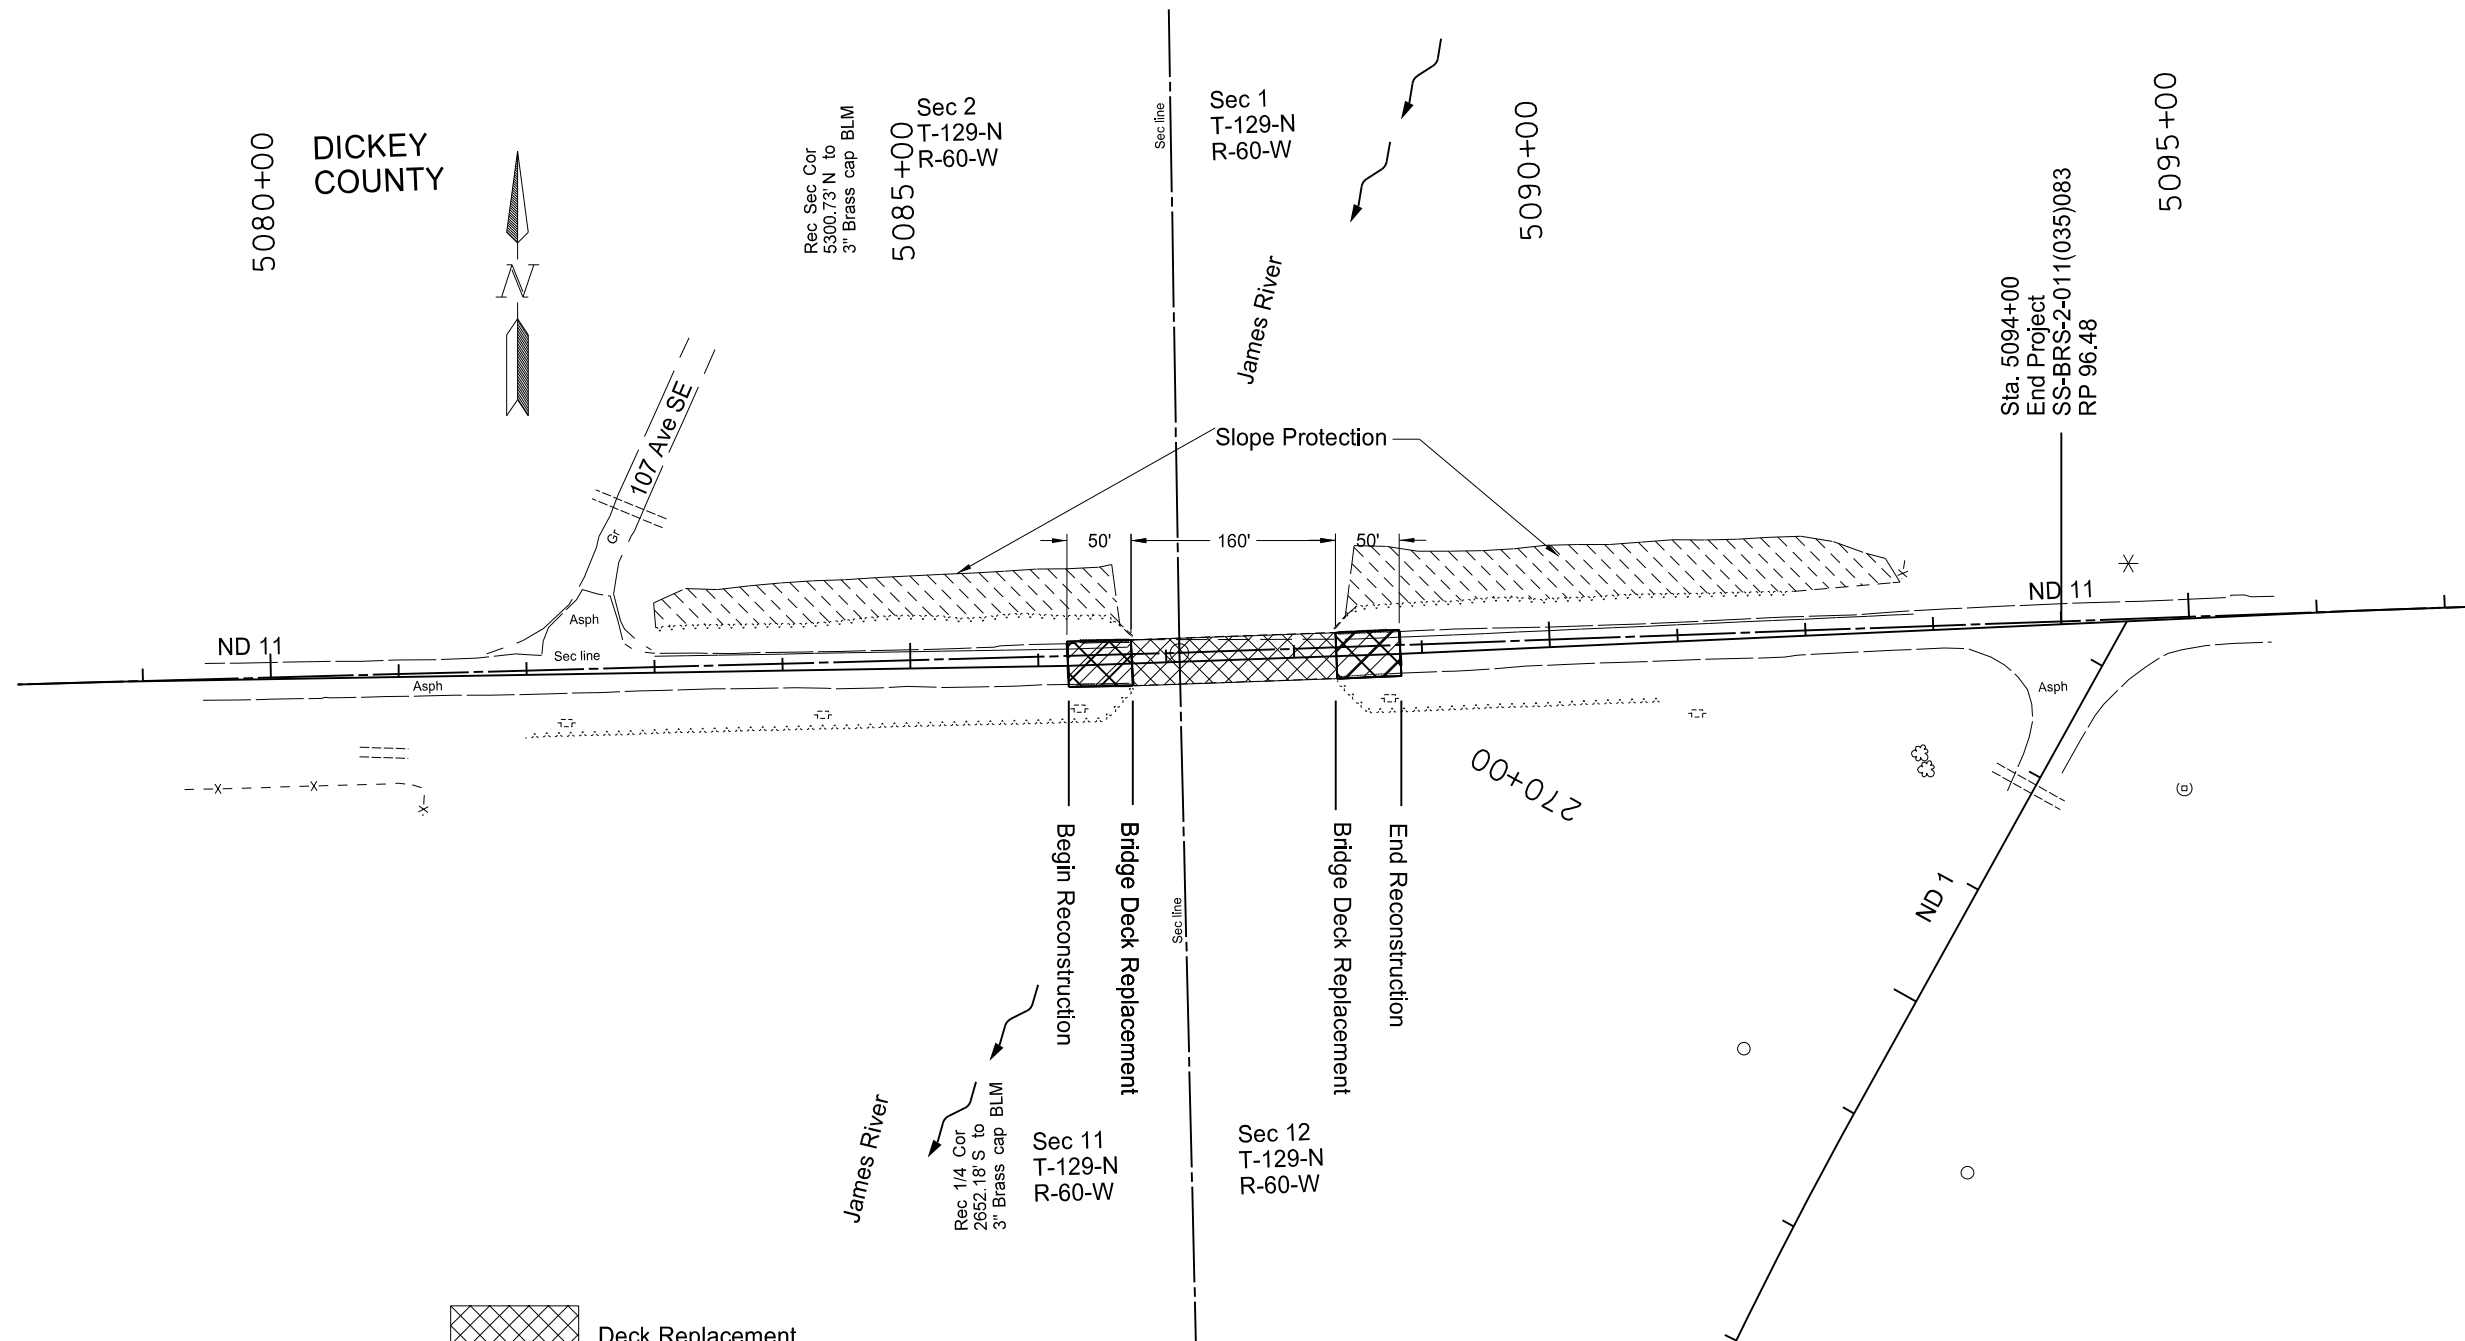 DICKEY
COUNTY
5080+00
N
Rec Sec Cor
5300.73' N to
3" Brass cap BLM
5085+00
Sec 2
T-129-N
R-60-W
Sec line
Sec 1
T-129-N
R-60-W
5090+00
5095+00
James River
Sta. 5094+00
End Project
SS-BRS-2-011(035)083
RP 96.48
107 Ave SE
Gr
Slope Protection
50'
160'
50'
ND 11
Asph
Sec line
Asph
ND 11
Asph
270+00
Begin Reconstruction
Bridge Deck Replacement
Bridge Deck Replacement
End Reconstruction
Sec line
ND 1
James River
Rec 1/4 Cor
2652.18' S to
3" Brass cap BLM
Sec 11
T-129-N
R-60-W
Sec 12
T-129-N
R-60-W
Deck Replacement